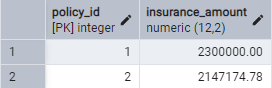 policy_id insurance_amount
[PK] integer numeric (12,2)
1 1 2300000.00
2 2 2147174.78